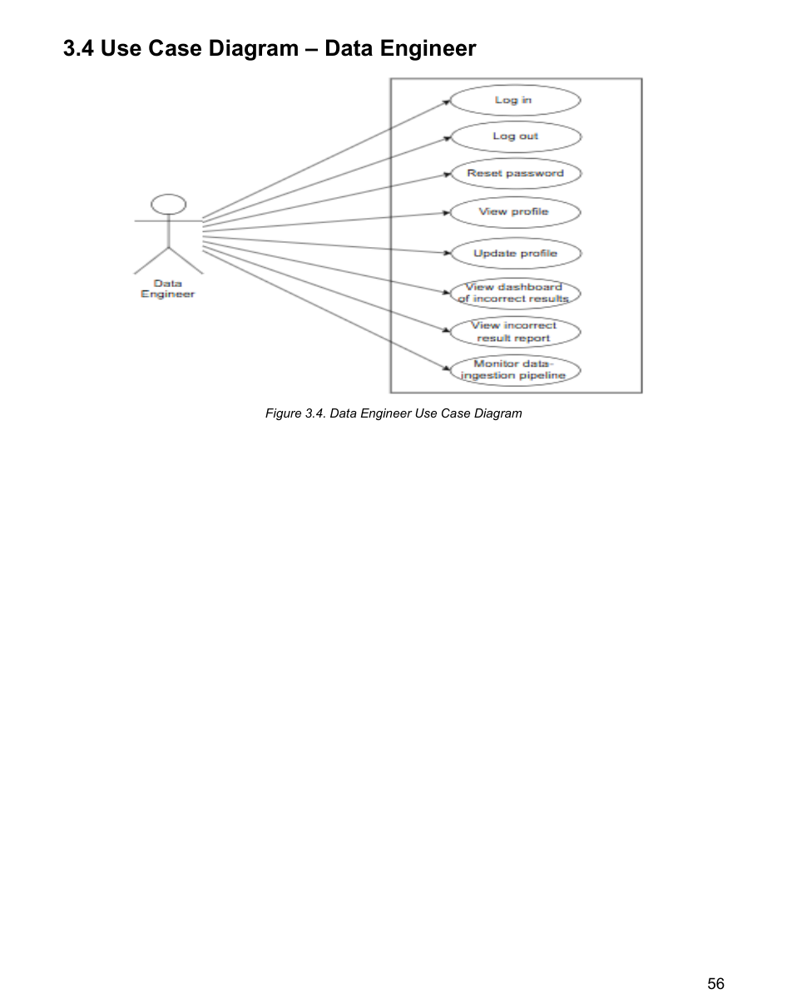 3.4 Use Case Diagram – Data Engineer
Log in
Log out
Reset password
View profile
Update profile
View dashboard
of incorrect results
View incorrect
result report
Monitor data-
ingestion pipeline
Data
Engineer
Figure 3.4. Data Engineer Use Case Diagram
56